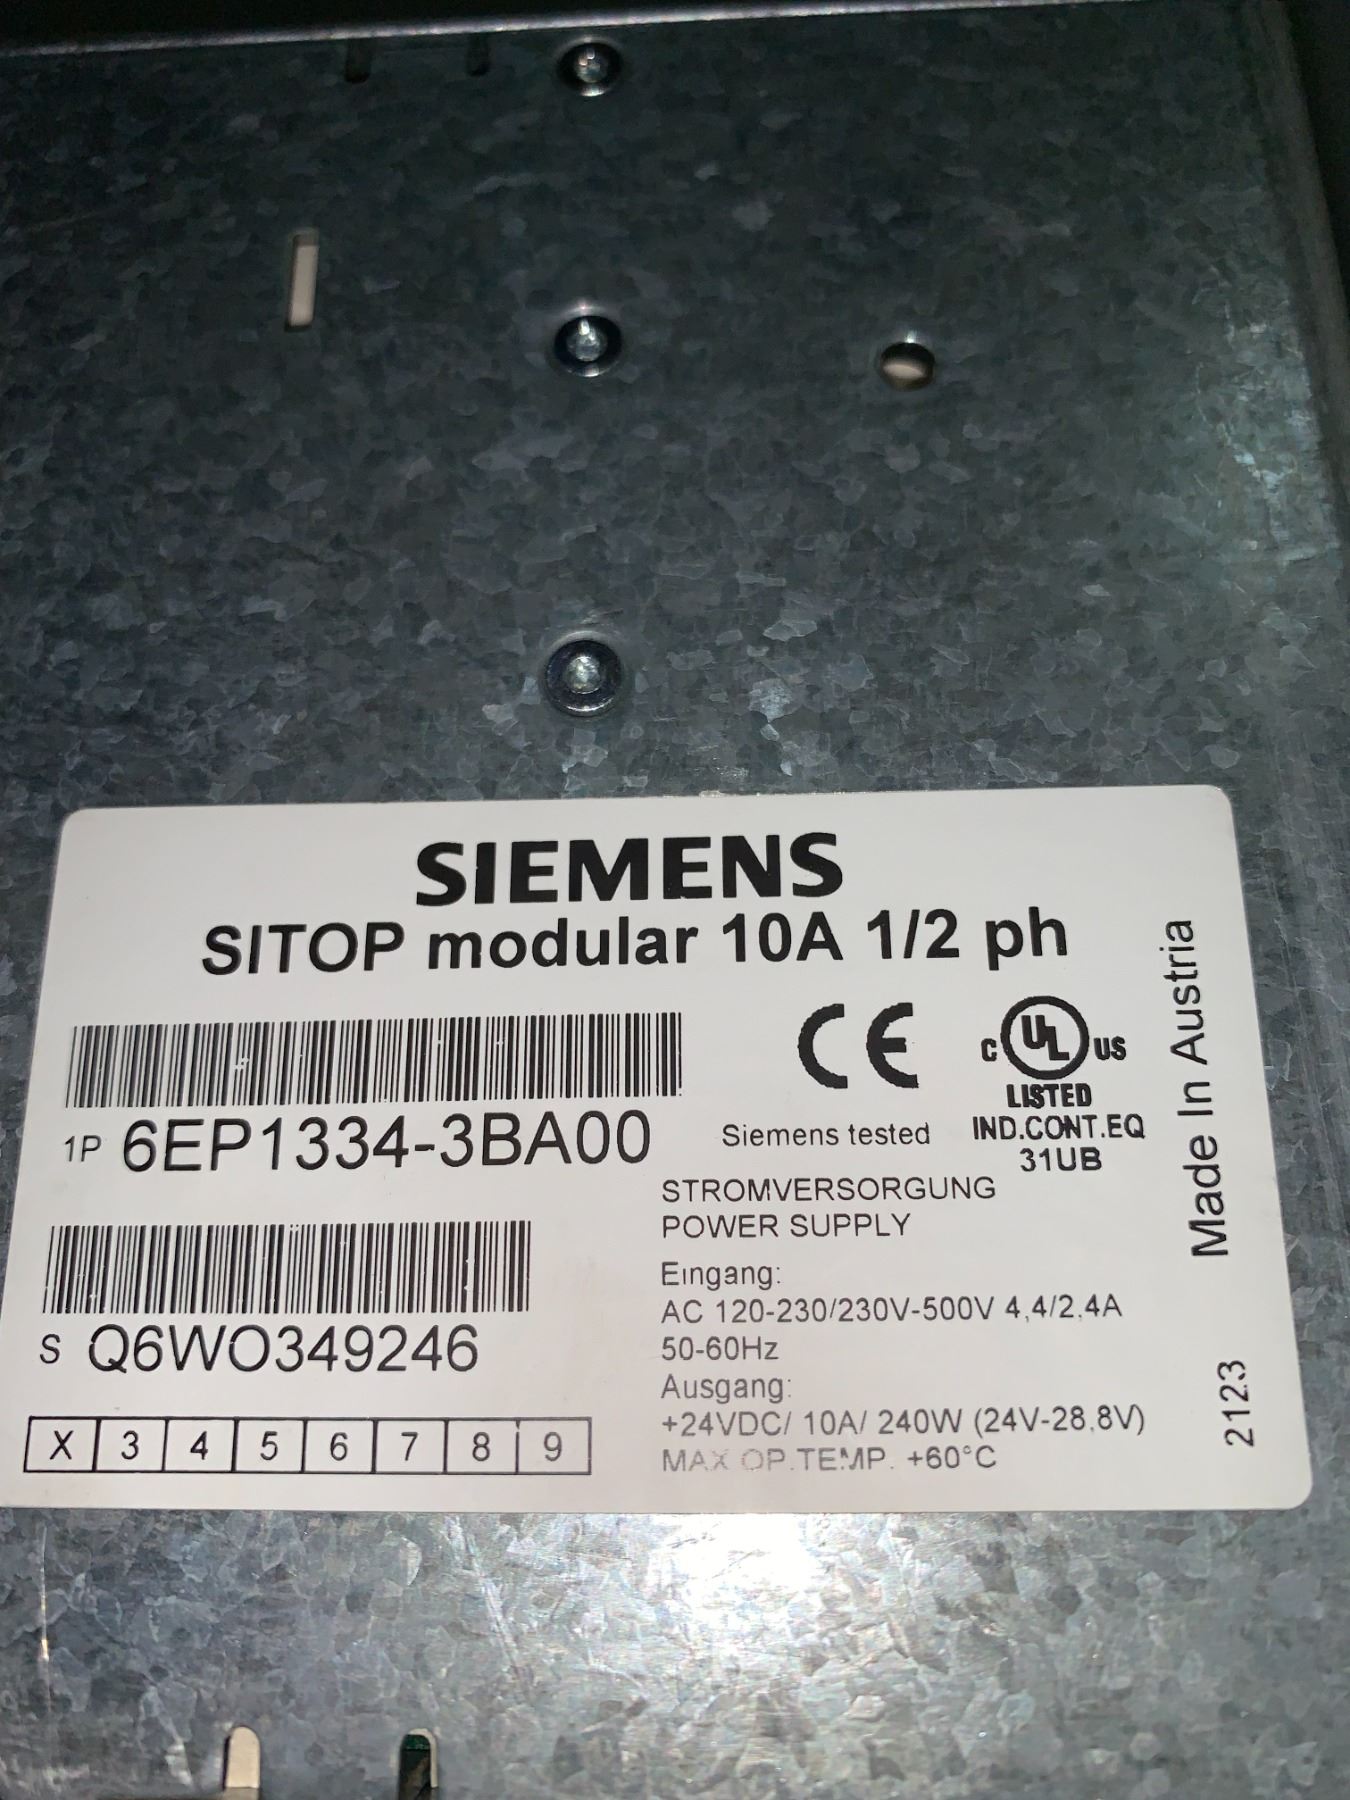 SIEMENS
SITOP modular 10A 1/2 ph
1P 6EP1334-3BA00
S Q6WO349246
X 3 4 5 6 7 8 9
CE
Siemens tested
C UL US
LISTED
IND.CONT.EQ
31UB
STROMVERSORGUNG
POWER SUPPLY
Eingang:
AC 120-230/230V-500V 4,4/2,4A
50-60Hz
Ausgang:
+24VDC/ 10A/ 240W (24V-28,8V)
MAX OP.TEMP. +60°C
Made In Austria
2123